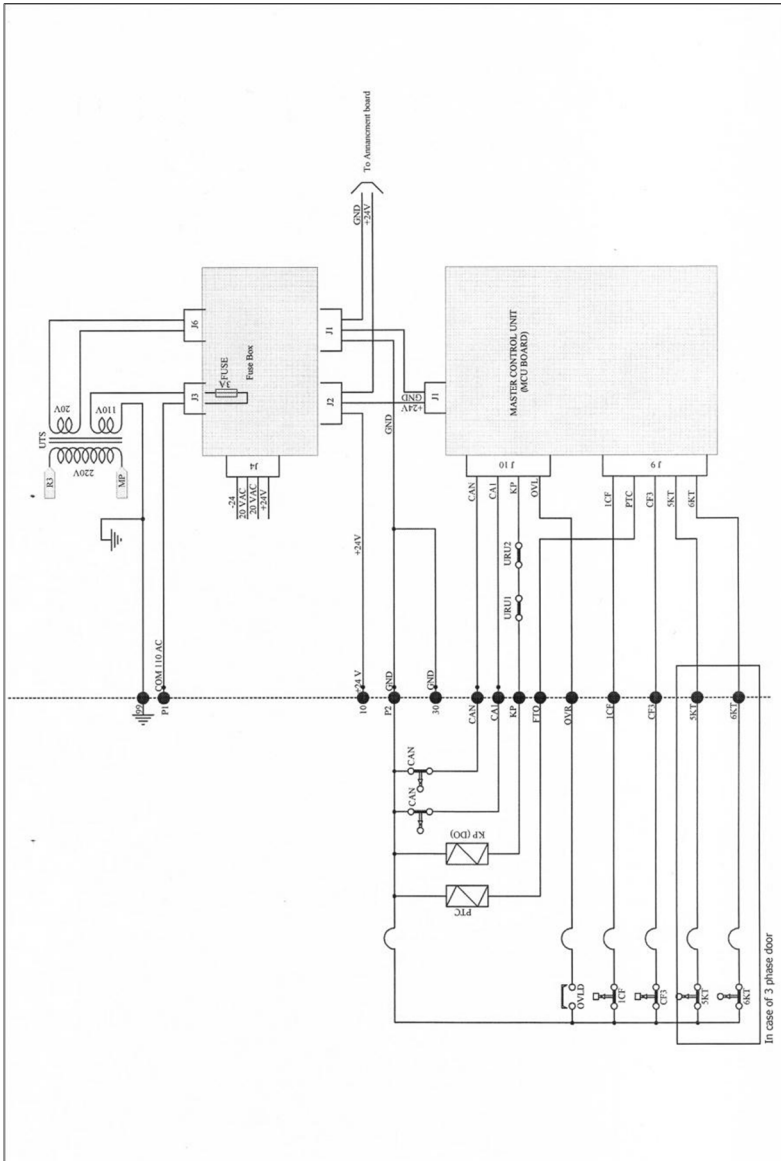 To Annancment board
GND
+24V
J6
J1
20V
110V
UTS
220V
R3
MP
J3
FUSE
3A
Fuse Box
J2
J4
-24
20 VAC
20 VAC
+24V
GND
+24V
J1
MASTER CONTROL UNIT
(MCU BOARD)
J 10
J 9
CAN
CA1
KP
OVL
1CF
PTC
CF3
5KT
6KT
URU2
URU1
GND
+24V
COM 110 AC
+24 V
GND
GND
99
P1
10
P2
30
CAN
CA1
KP
FTO
OVR
1CF
CF3
5KT
6KT
CAN
CAN
KP (DO)
PTC
OVLD
1CF
CF3
5KT
6KT
In case of 3 phase door